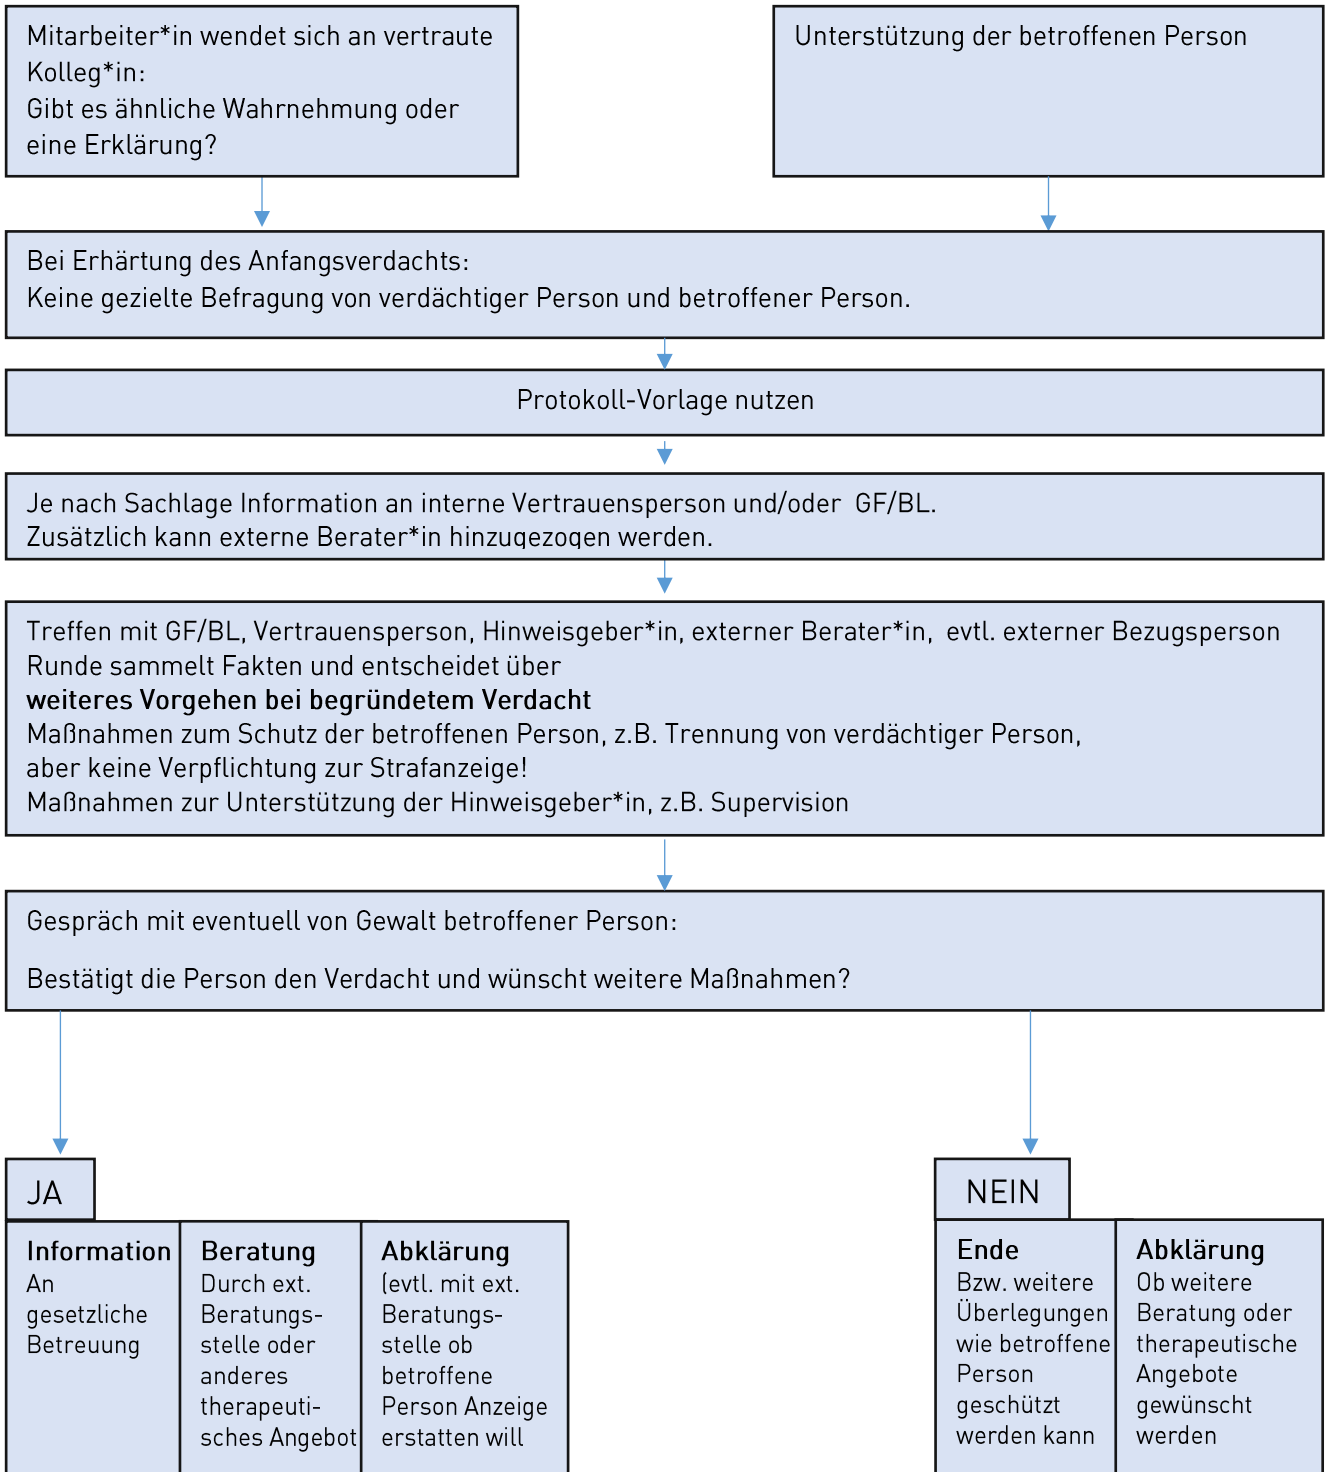 Mitarbeiter*in wendet sich an vertraute
Kolleg*in:
Gibt es ähnliche Wahrnehmung oder
eine Erklärung?
Unterstützung der betroffenen Person
Bei Erhärtung des Anfangsverdachts:
Keine gezielte Befragung von verdächtiger Person und betroffener Person.
Protokoll-Vorlage nutzen
Je nach Sachlage Information an interne Vertrauensperson und/oder GF/BL.
Zusätzlich kann externe Berater*in hinzugezogen werden.
Treffen mit GF/BL, Vertrauensperson, Hinweisgeber*in, externer Berater*in, evtl. externer Bezugsperson
Runde sammelt Fakten und entscheidet über
weiteres Vorgehen bei begründetem Verdacht
Maßnahmen zum Schutz der betroffenen Person, z.B. Trennung von verdächtiger Person,
aber keine Verpflichtung zur Strafanzeige!
Maßnahmen zur Unterstützung der Hinweisgeber*in, z.B. Supervision
Gespräch mit eventuell von Gewalt betroffener Person:
Bestätigt die Person den Verdacht und wünscht weitere Maßnahmen?
JA
Information
An
gesetzliche
Betreuung
Beratung
Durch ext.
Beratungs-
stelle oder
anderes
therapeuti-
sches Angebot
Abklärung
(evtl. mit ext.
Beratungs-
stelle ob
betroffene
Person Anzeige
erstatten will
NEIN
Ende
Bzw. weitere
Überlegungen
wie betroffene
Person
geschützt
werden kann
Abklärung
Ob weitere
Beratung oder
therapeutische
Angebote
gewünscht
werden